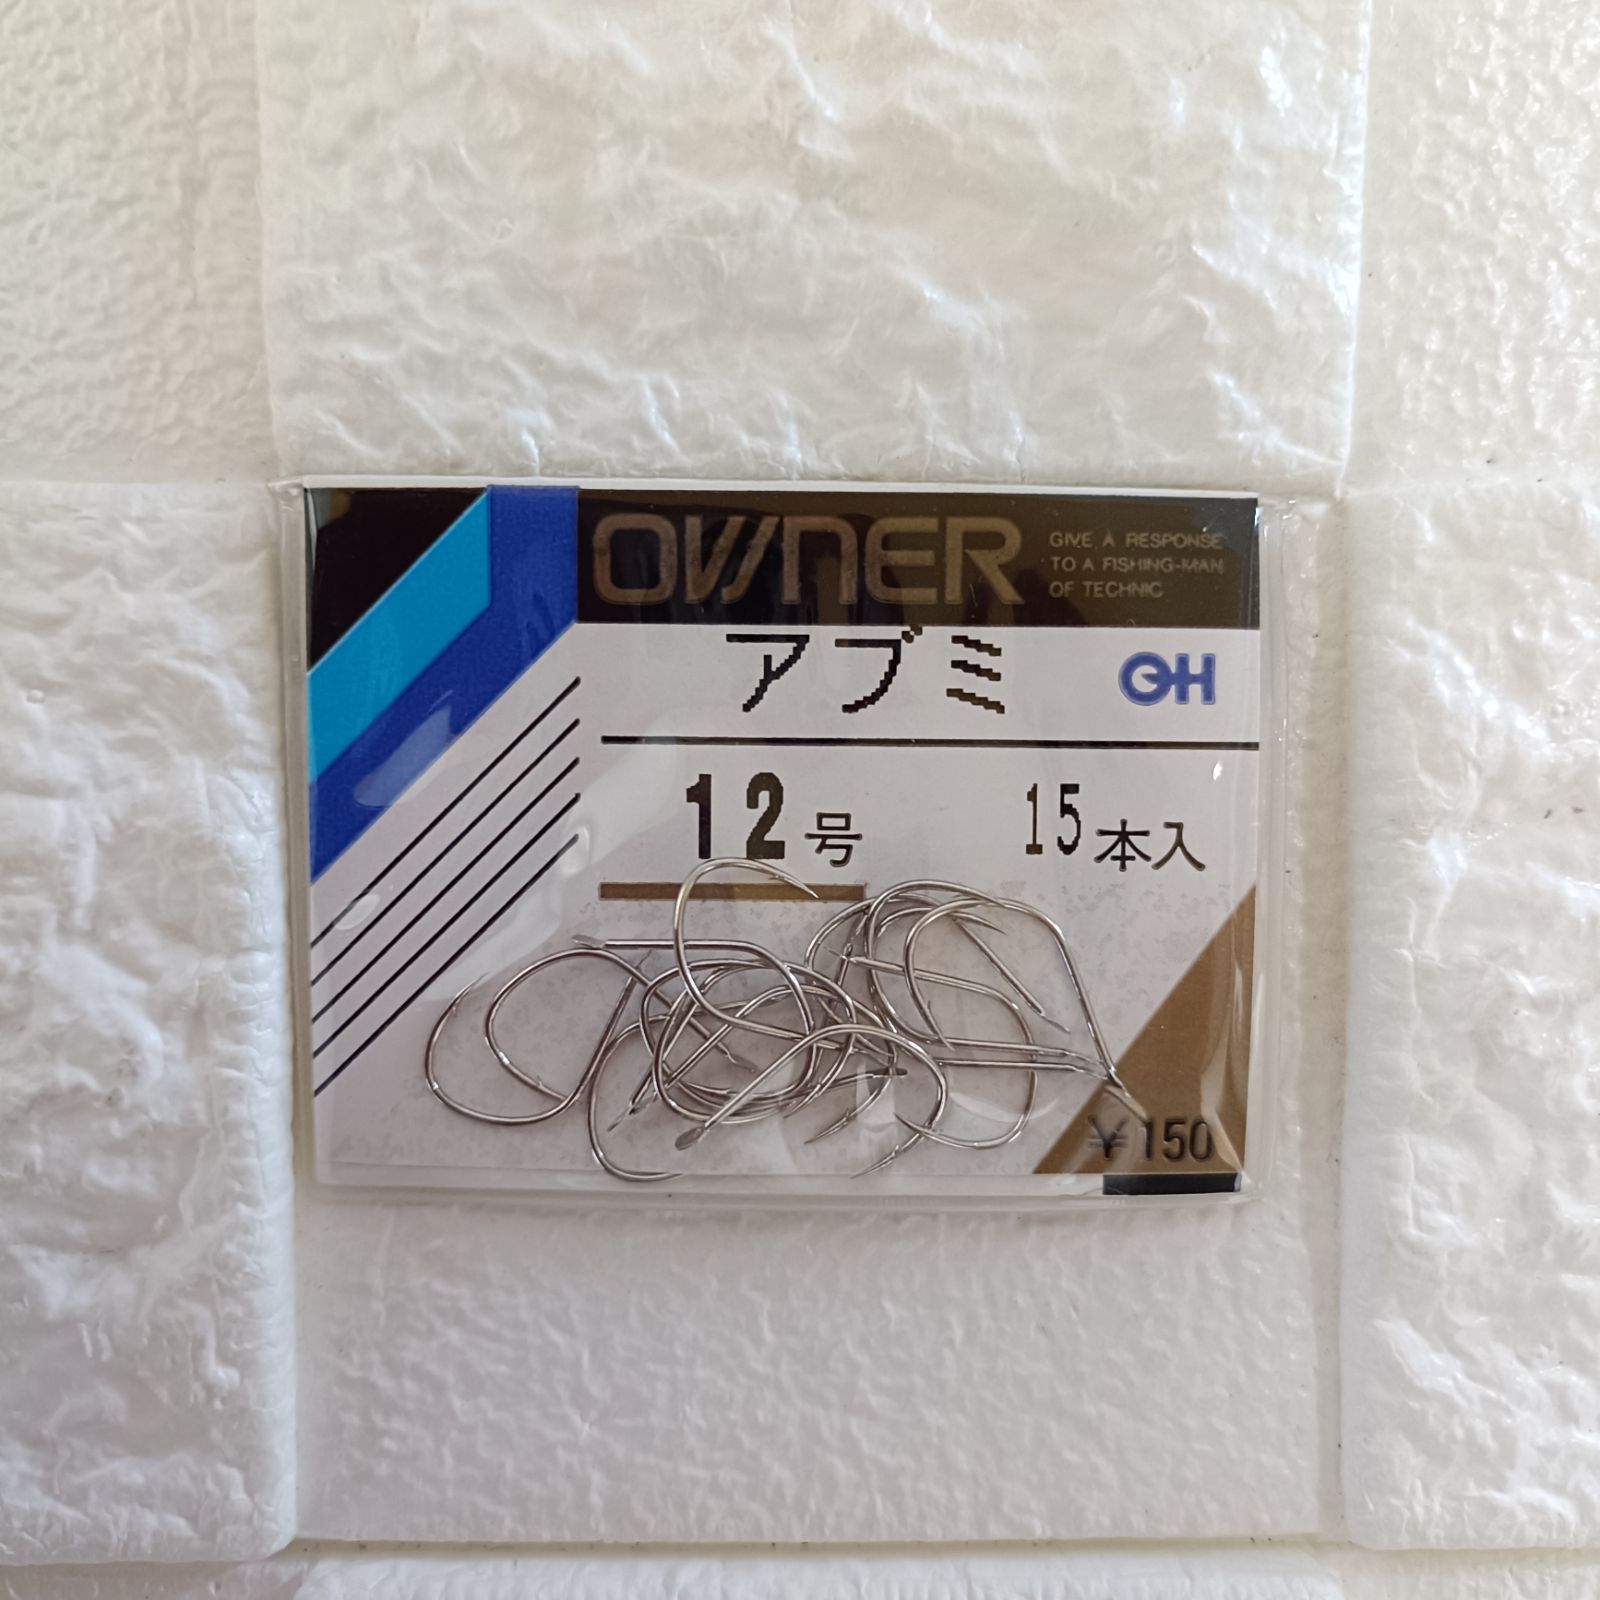 OWNER
GIVE A RESPONSE
TO A FISHING-MAN
OF TECHNIC
アブミ
OH
12号
15本入
¥150